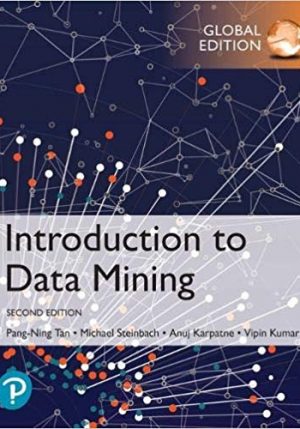 GLOBAL
EDITION
Introduction to
Data Mining
SECOND EDITION
Pang-Ning Tan • Michael Steinbach • Anuj Karpatne • Vipin Kumar
P